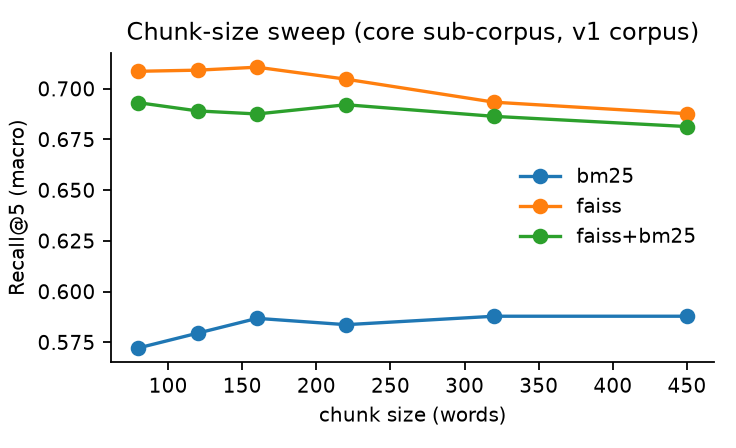 Chunk-size sweep (core sub-corpus, v1 corpus)
Recall@5 (macro)
0.700
0.675
0.650
0.625
0.600
0.575
bm25
faiss
faiss+bm25
100 150 200 250 300 350 400 450
chunk size (words)